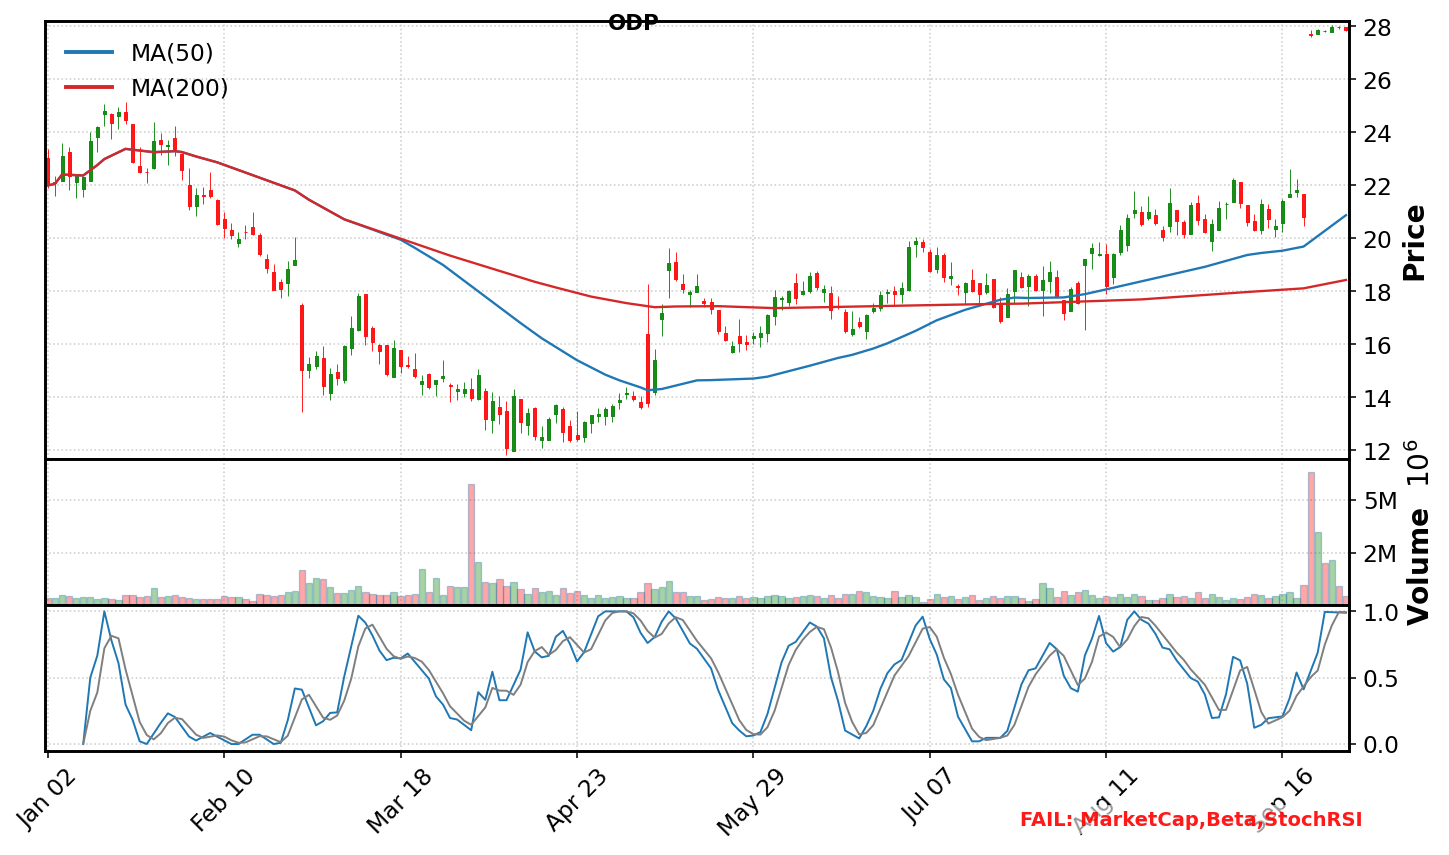 ODP
MA(50)
MA(200)
28
26
24
22
20
18
16
14
12
Price
5M
2M
Volume 10^6
1.0
0.5
0.0
Jan 02
Feb 10
Mar 18
Apr 23
May 29
Jul 07
Aug 11
Sep 16
FAIL: MarketCap,Beta,StochRSI